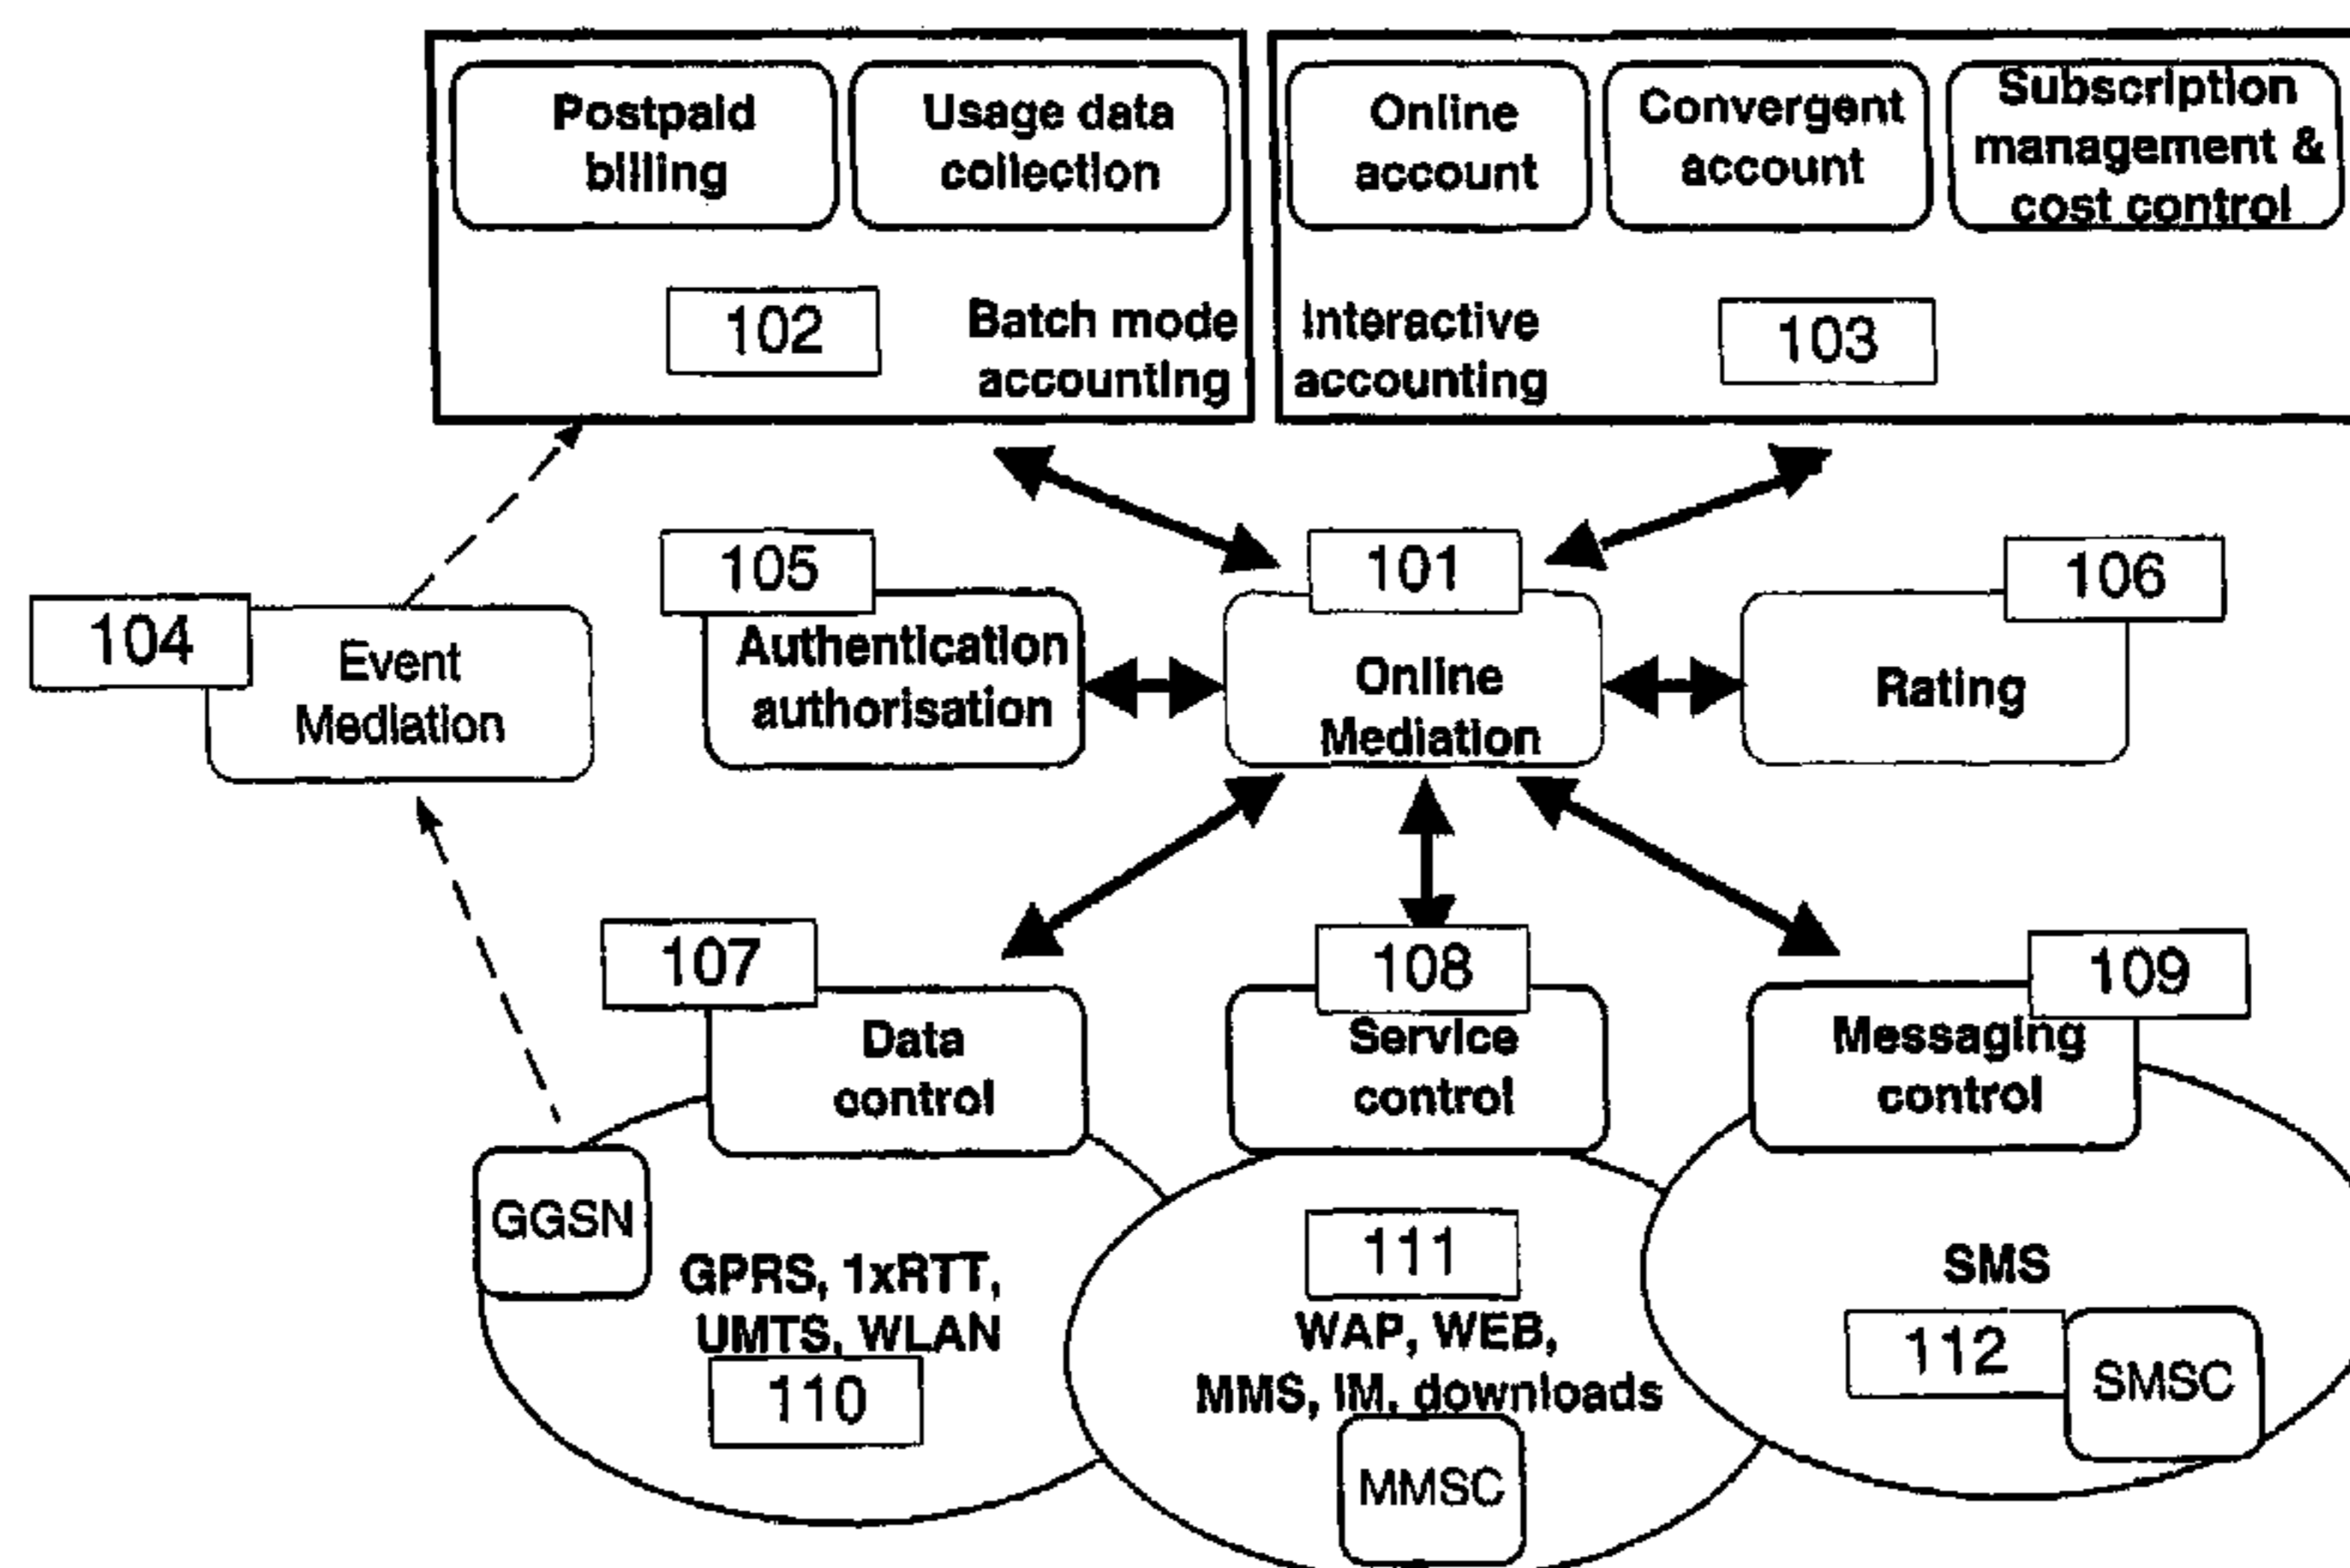 Postpaid
billing
Usage data
collection
Online
account
Convergent
account
Subscription
management &
cost control
102
Batch mode
accounting
Interactive
accounting
103
104
Event
Mediation
105
Authentication
authorisation
101
Online
Mediation
106
Rating
107
Data
control
108
Service
control
109
Messaging
control
GGSN
GPRS, 1xRTT,
UMTS, WLAN
110
111
WAP, WEB,
MMS, IM, downloads
MMSC
SMS
112
SMSC